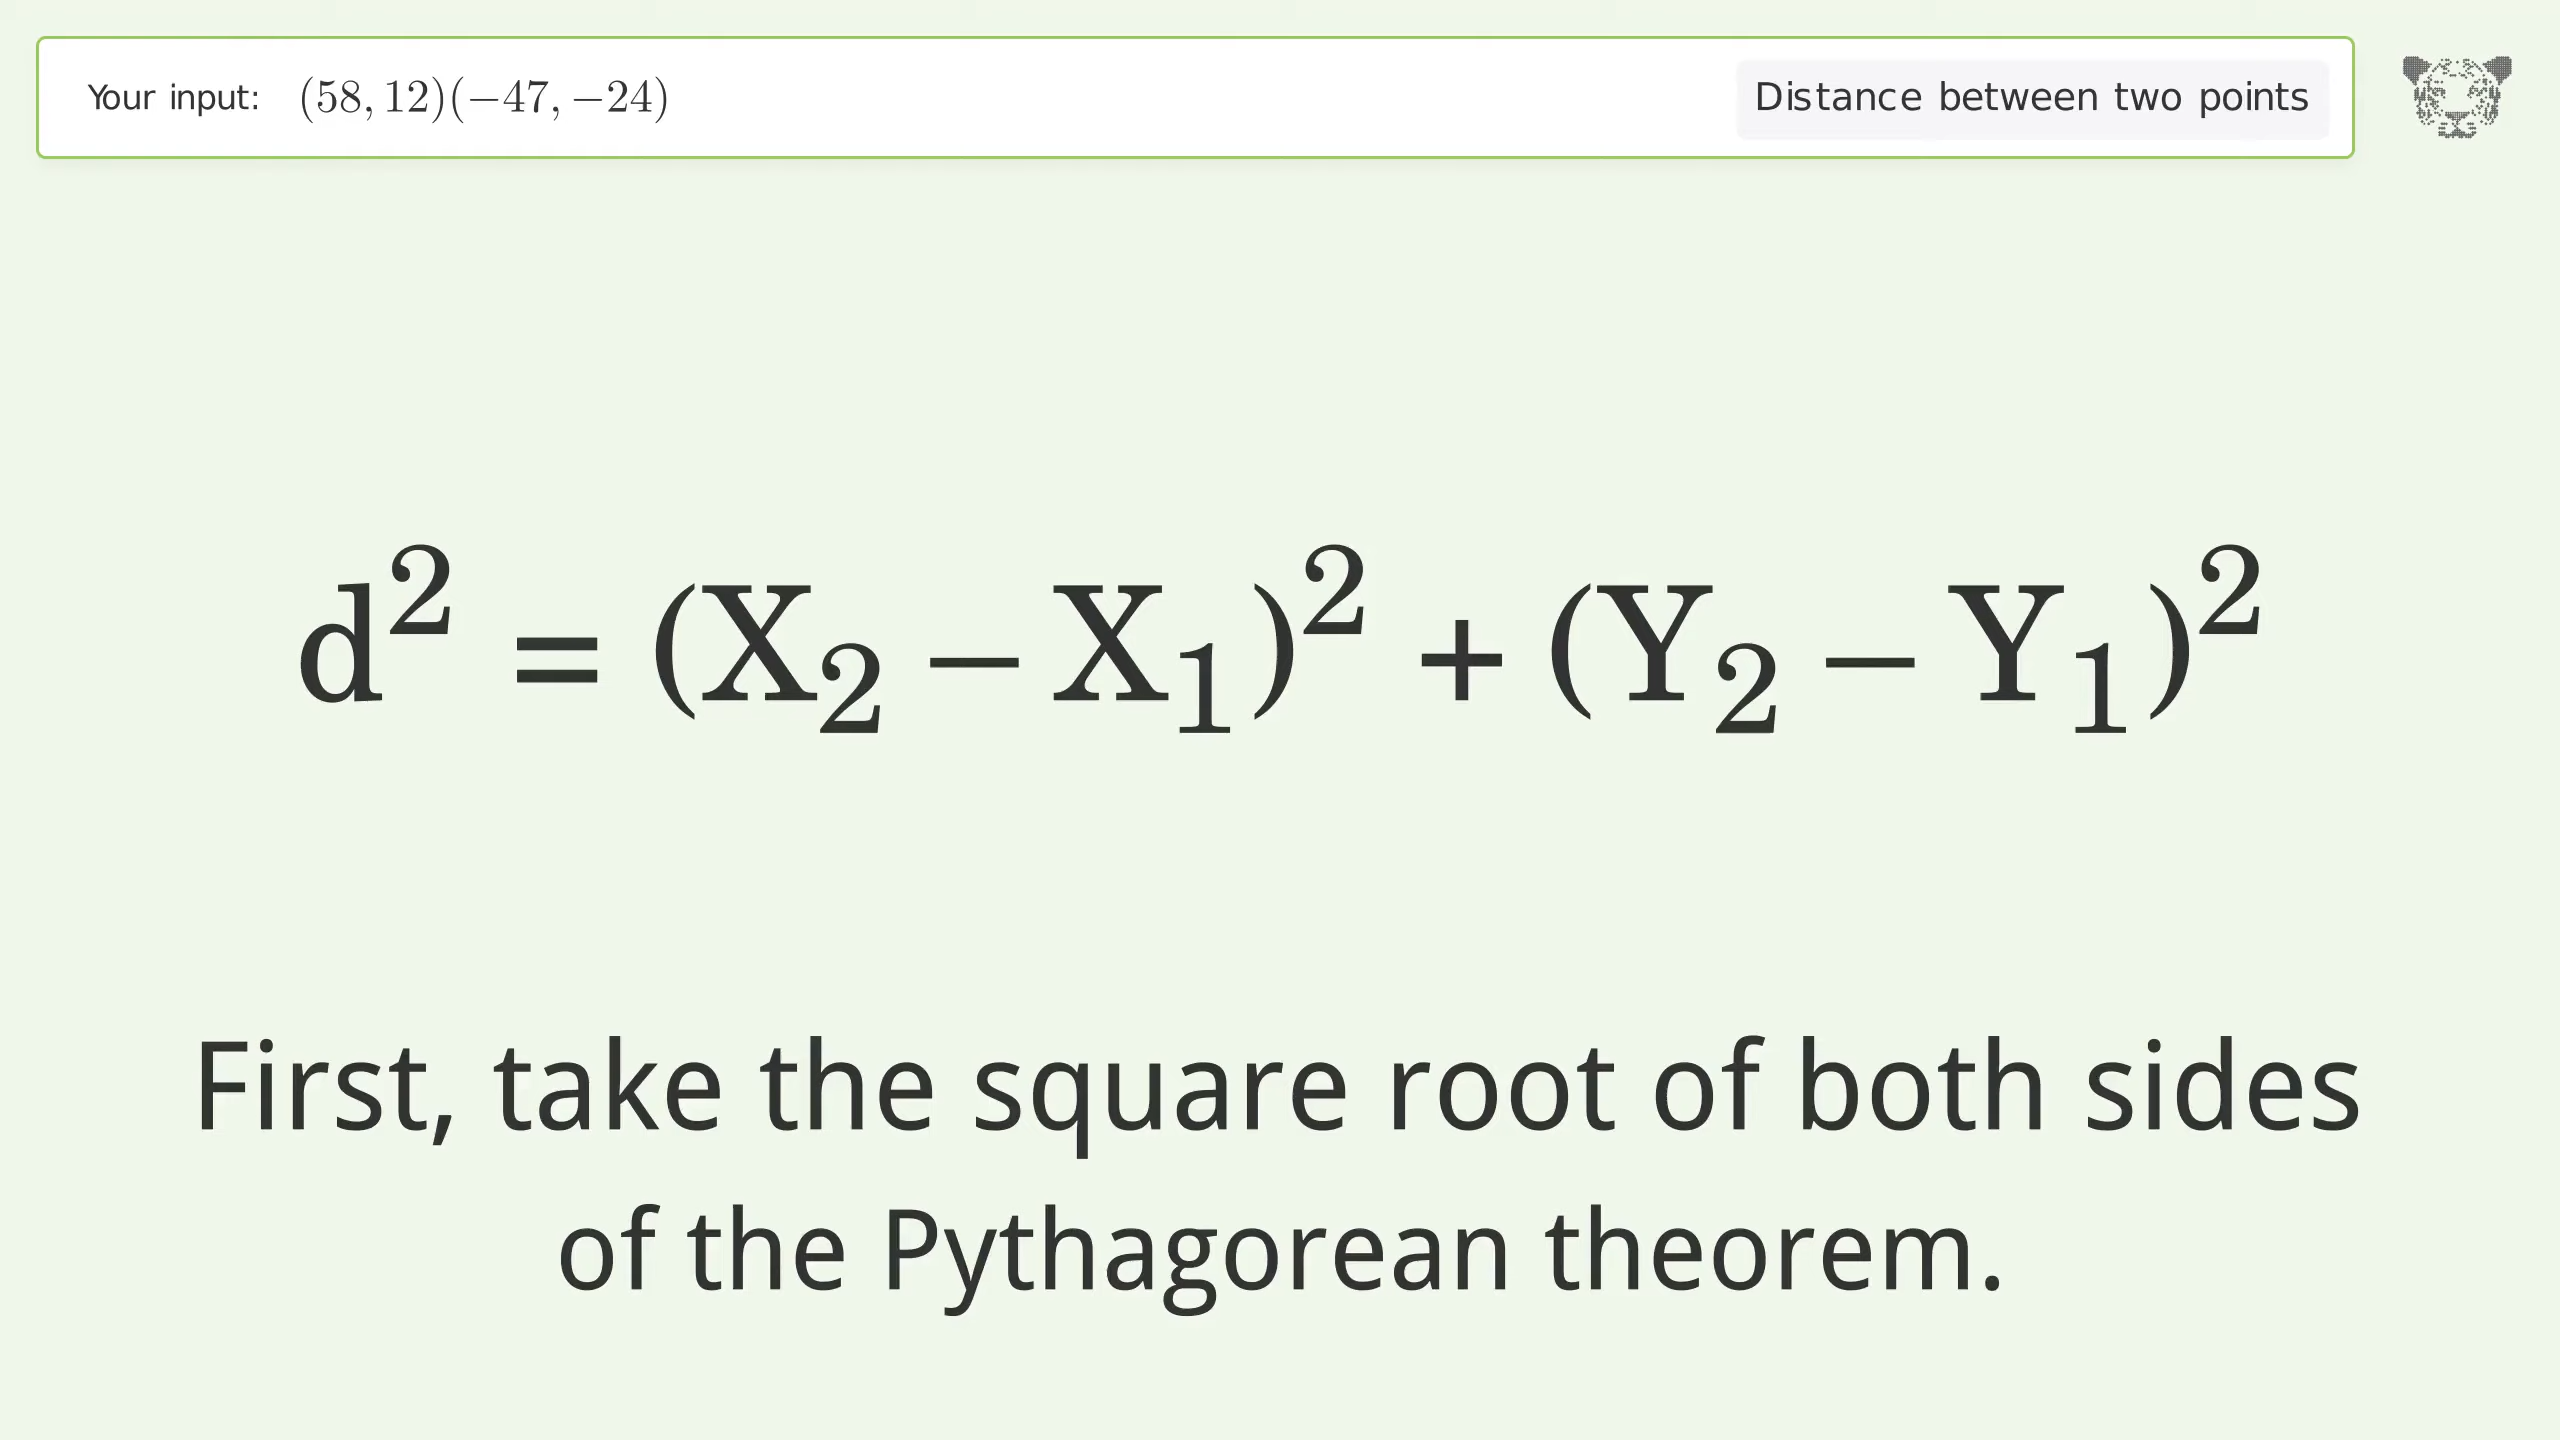 Your input: (58, 12)(−47, −24)
Distance between two points
d² = (X₂ − X₁)² + (Y₂ − Y₁)²
First, take the square root of both sides
of the Pythagorean theorem.